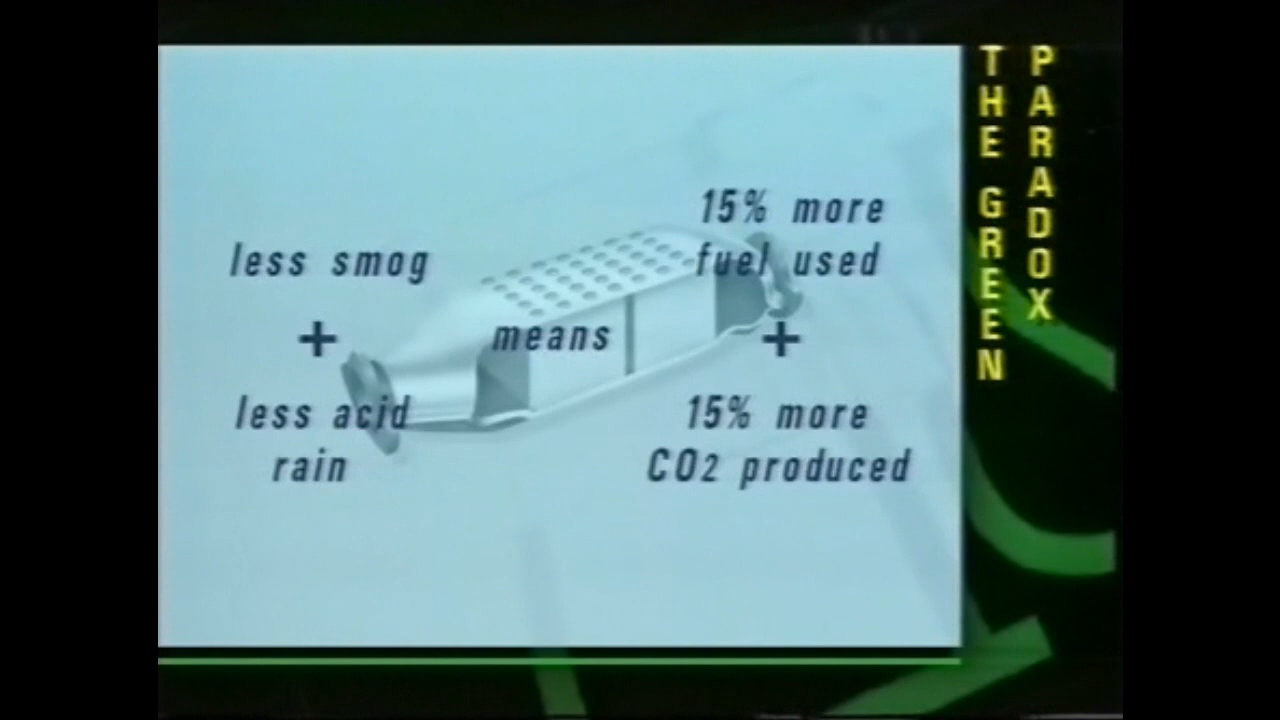 less smog
+
less acid
rain
means
15% more
fuel used
+
15% more
CO2 produced
THE GREEN
PARADOX